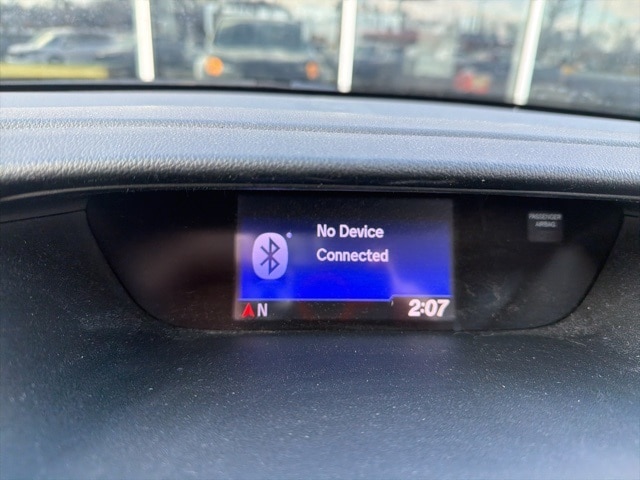 No Device
Connected
N
2:07
PASSENGER
AIRBAG